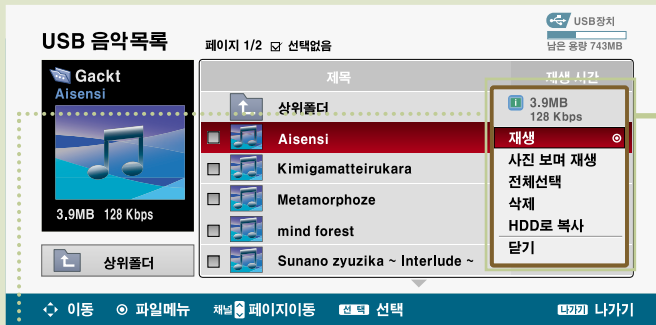 USB장치
USB 음악목록
페이지 1/2 선택없음
남은 용량 743MB
Gackt
Aisensi
3.9MB 128 Kbps
상위폴더
제목 재생 시간
상위폴더
Aisensi
Kimigamatteirukara
Metamorphoze
mind forest
Sunano zyuzika ~ Interlude ~
3.9MB
128 Kbps
재생
사진 보며 재생
전체선택
삭제
HDD로 복사
닫기
이동 파일메뉴 채널 페이지이동 선택 선택 나가기 나가기